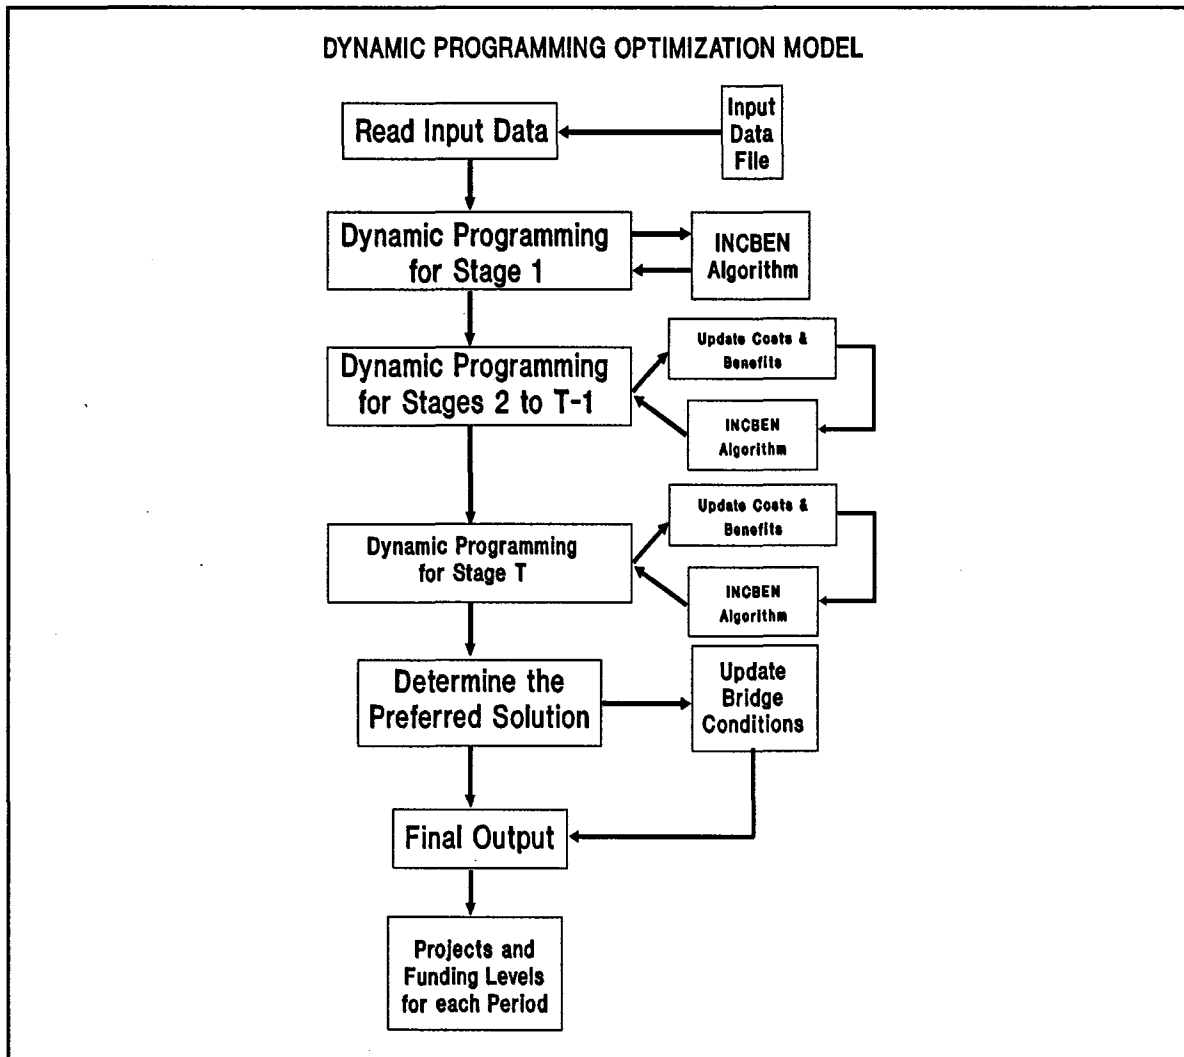 DYNAMIC PROGRAMMING OPTIMIZATION MODEL
Read Input Data
Input
Data
File
Dynamic Programming
for Stage 1
INCBEN
Algorithm
Dynamic Programming
for Stages 2 to T-1
Update Costs &
Benefits
INCBEN
Algorithm
Dynamic Programming
for Stage T
Update Costs &
Benefits
INCBEN
Algorithm
Determine the
Preferred Solution
Update
Bridge
Conditions
Final Output
Projects and
Funding Levels
for each Period